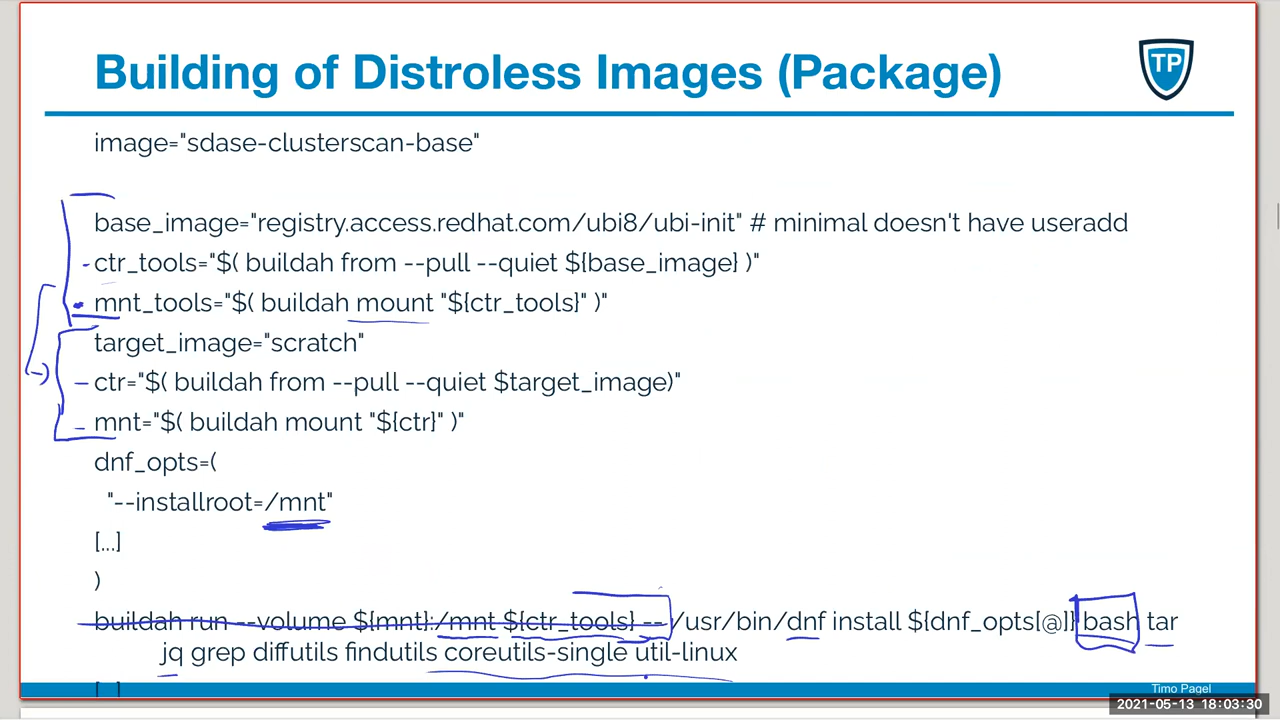 Building of Distroless Images (Package)
TP
image="sdase-clusterscan-base"
base_image="registry.access.redhat.com/ubi8/ubi-init" # minimal doesn't have useradd
ctr_tools="$( buildah from --pull --quiet ${base_image} )"
mnt_tools="$( buildah mount "${ctr_tools}" )"
target_image="scratch"
ctr="$( buildah from --pull --quiet $target_image)"
mnt="$( buildah mount "${ctr}" )"
dnf_opts=(
"--installroot=/mnt"
[...]
)
buildah run --volume ${mnt}:/mnt ${ctr_tools} -- /usr/bin/dnf install ${dnf_opts[@]} bash tar
jq grep diffutils findutils coreutils-single util-linux
Timo Pagel
2021-05-13 18:03:30